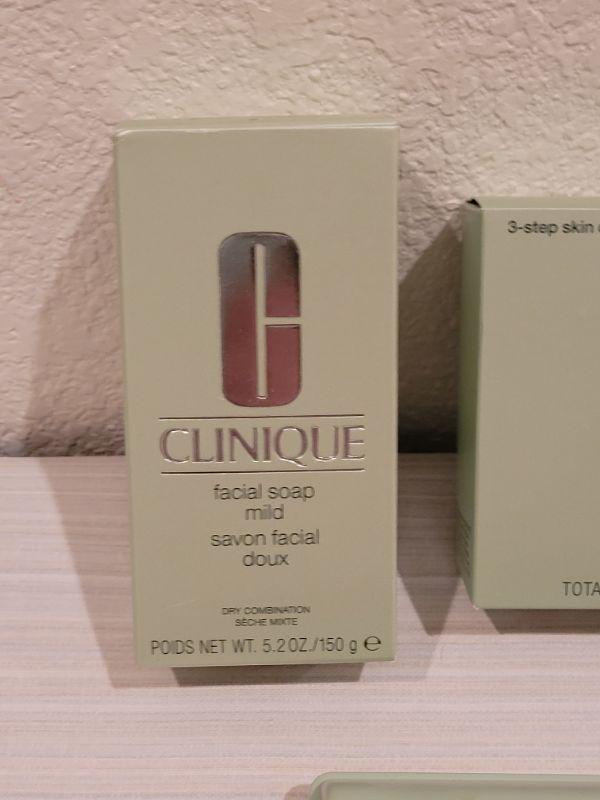 CLINIQUE
facial soap
mild
savon facial
doux
DRY COMBINATION
SÈCHE MIXTE
POIDS NET WT. 5.2 OZ./150 g ℮
3-step skin